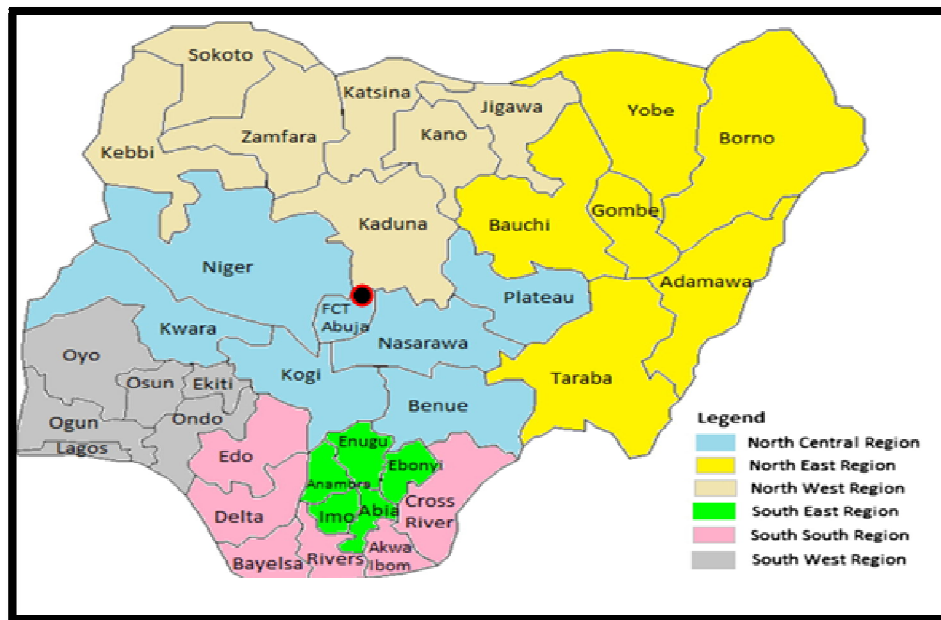 Sokoto
Katsina
Jigawa
Yobe
Borno
Zamfara
Kano
Kebbi
Kaduna
Bauchi
Gombe
Niger
Adamawa
Plateau
FCT
Abuja
Kwara
Nasarawa
Oyo
Kogi
Taraba
Osun
Ekiti
Benue
Ogun
Ondo
Lagos
Edo
Enugu
Ebonyi
Anambra
Delta
Imo
Abia
Cross
River
Bayelsa
Rivers
Akwa
Ibom
Legend
North Central Region
North East Region
North West Region
South East Region
South South Region
South West Region